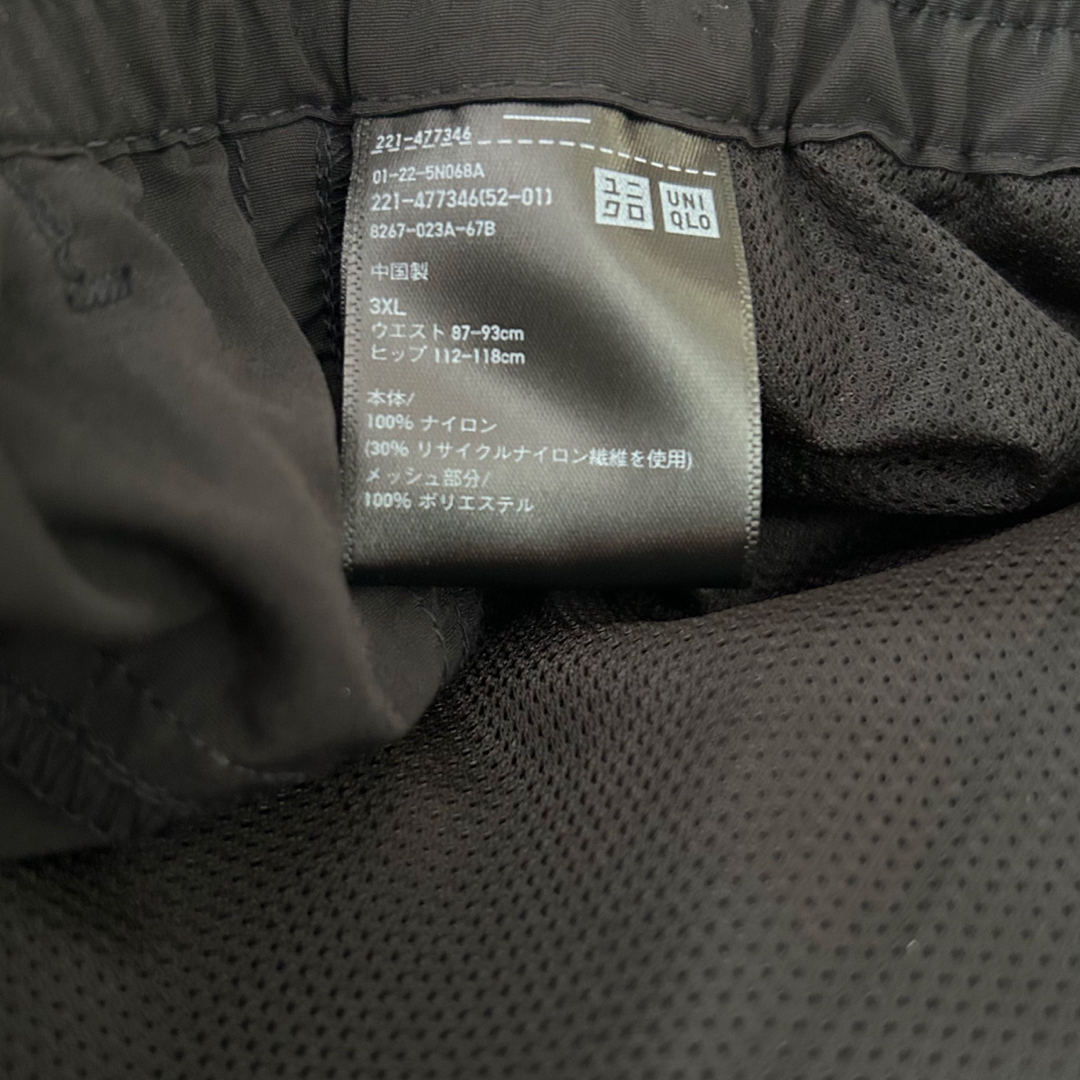 221-477346
01-22-5N068A
221-477346(52-01)
8267-023A-67B
ユニ
クロ
UNI
QLO
中国製
3XL
ウエスト 87-93cm
ヒップ 112-118cm
本体/
100% ナイロン
(30% リサイクルナイロン繊維を使用)
メッシュ部分/
100% ポリエステル